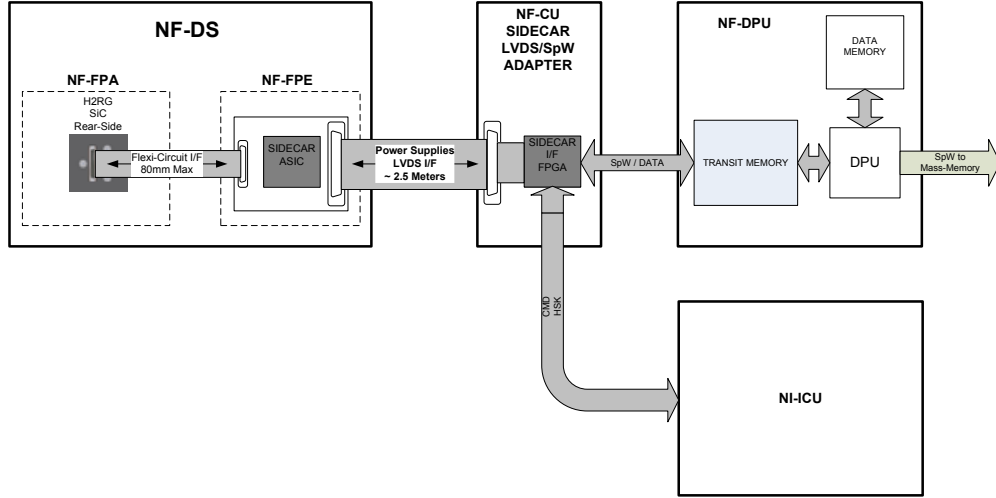 NF-DS
NF-FPA
NF-FPE
H2RG
SiC
Rear-Side
Flexi-Circuit I/F
80mm Max
SIDECAR
ASIC
Power Supplies
LVDS I/F
~ 2.5 Meters
NF-CU
SIDECAR
LVDS/SpW
ADAPTER
SIDECAR
I/F
FPGA
SpW / DATA
CMD
HSK
NF-DPU
DATA
MEMORY
TRANSIT MEMORY
DPU
SpW to
Mass-Memory
NI-ICU